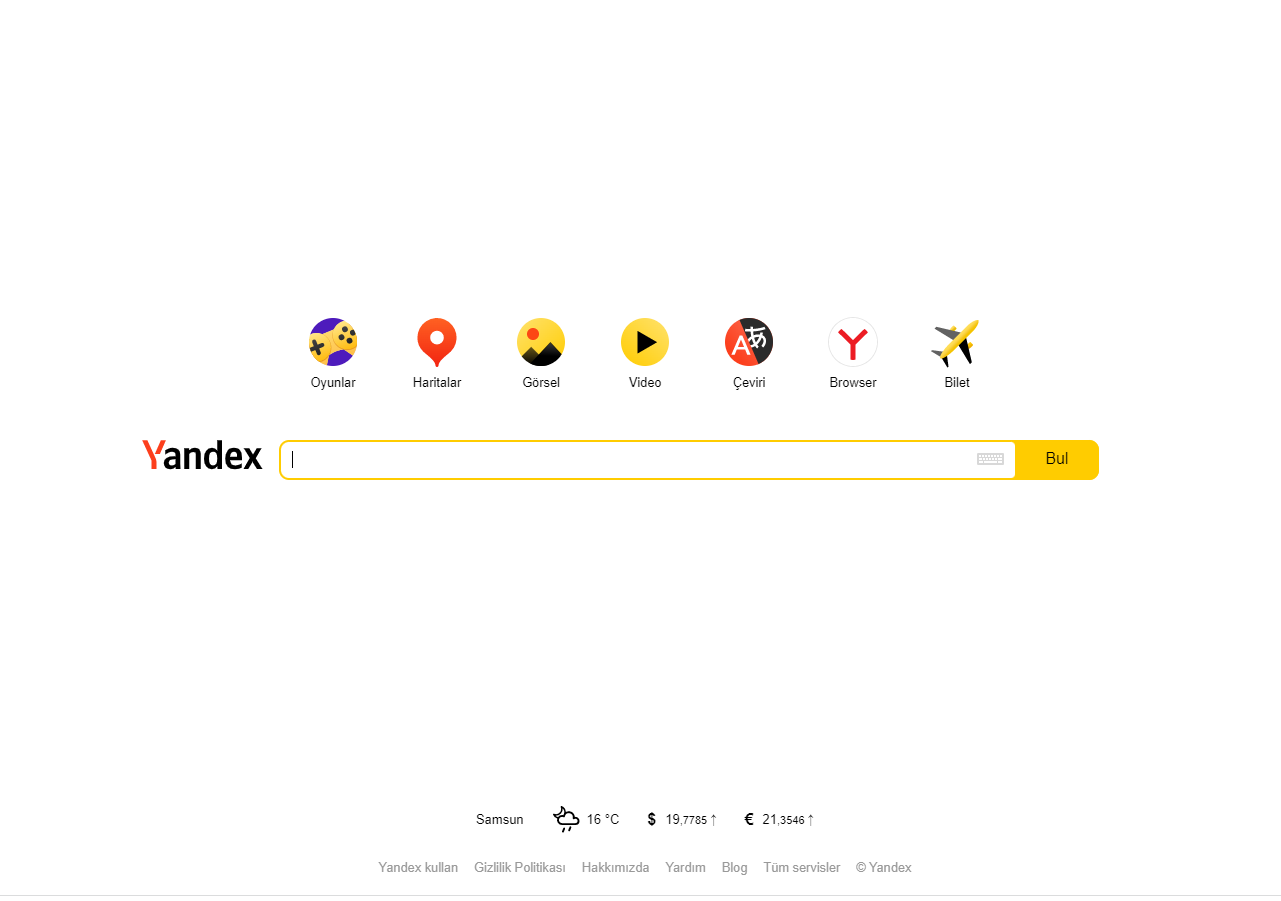 Oyunlar Haritalar Görsel Video Çeviri Browser Bilet
Yandex Bul
Samsun 16 °C $ 19,7785 ↑ € 21,3546 ↑
Yandex kullan Gizlilik Politikası Hakkımızda Yardım Blog Tüm servisler © Yandex